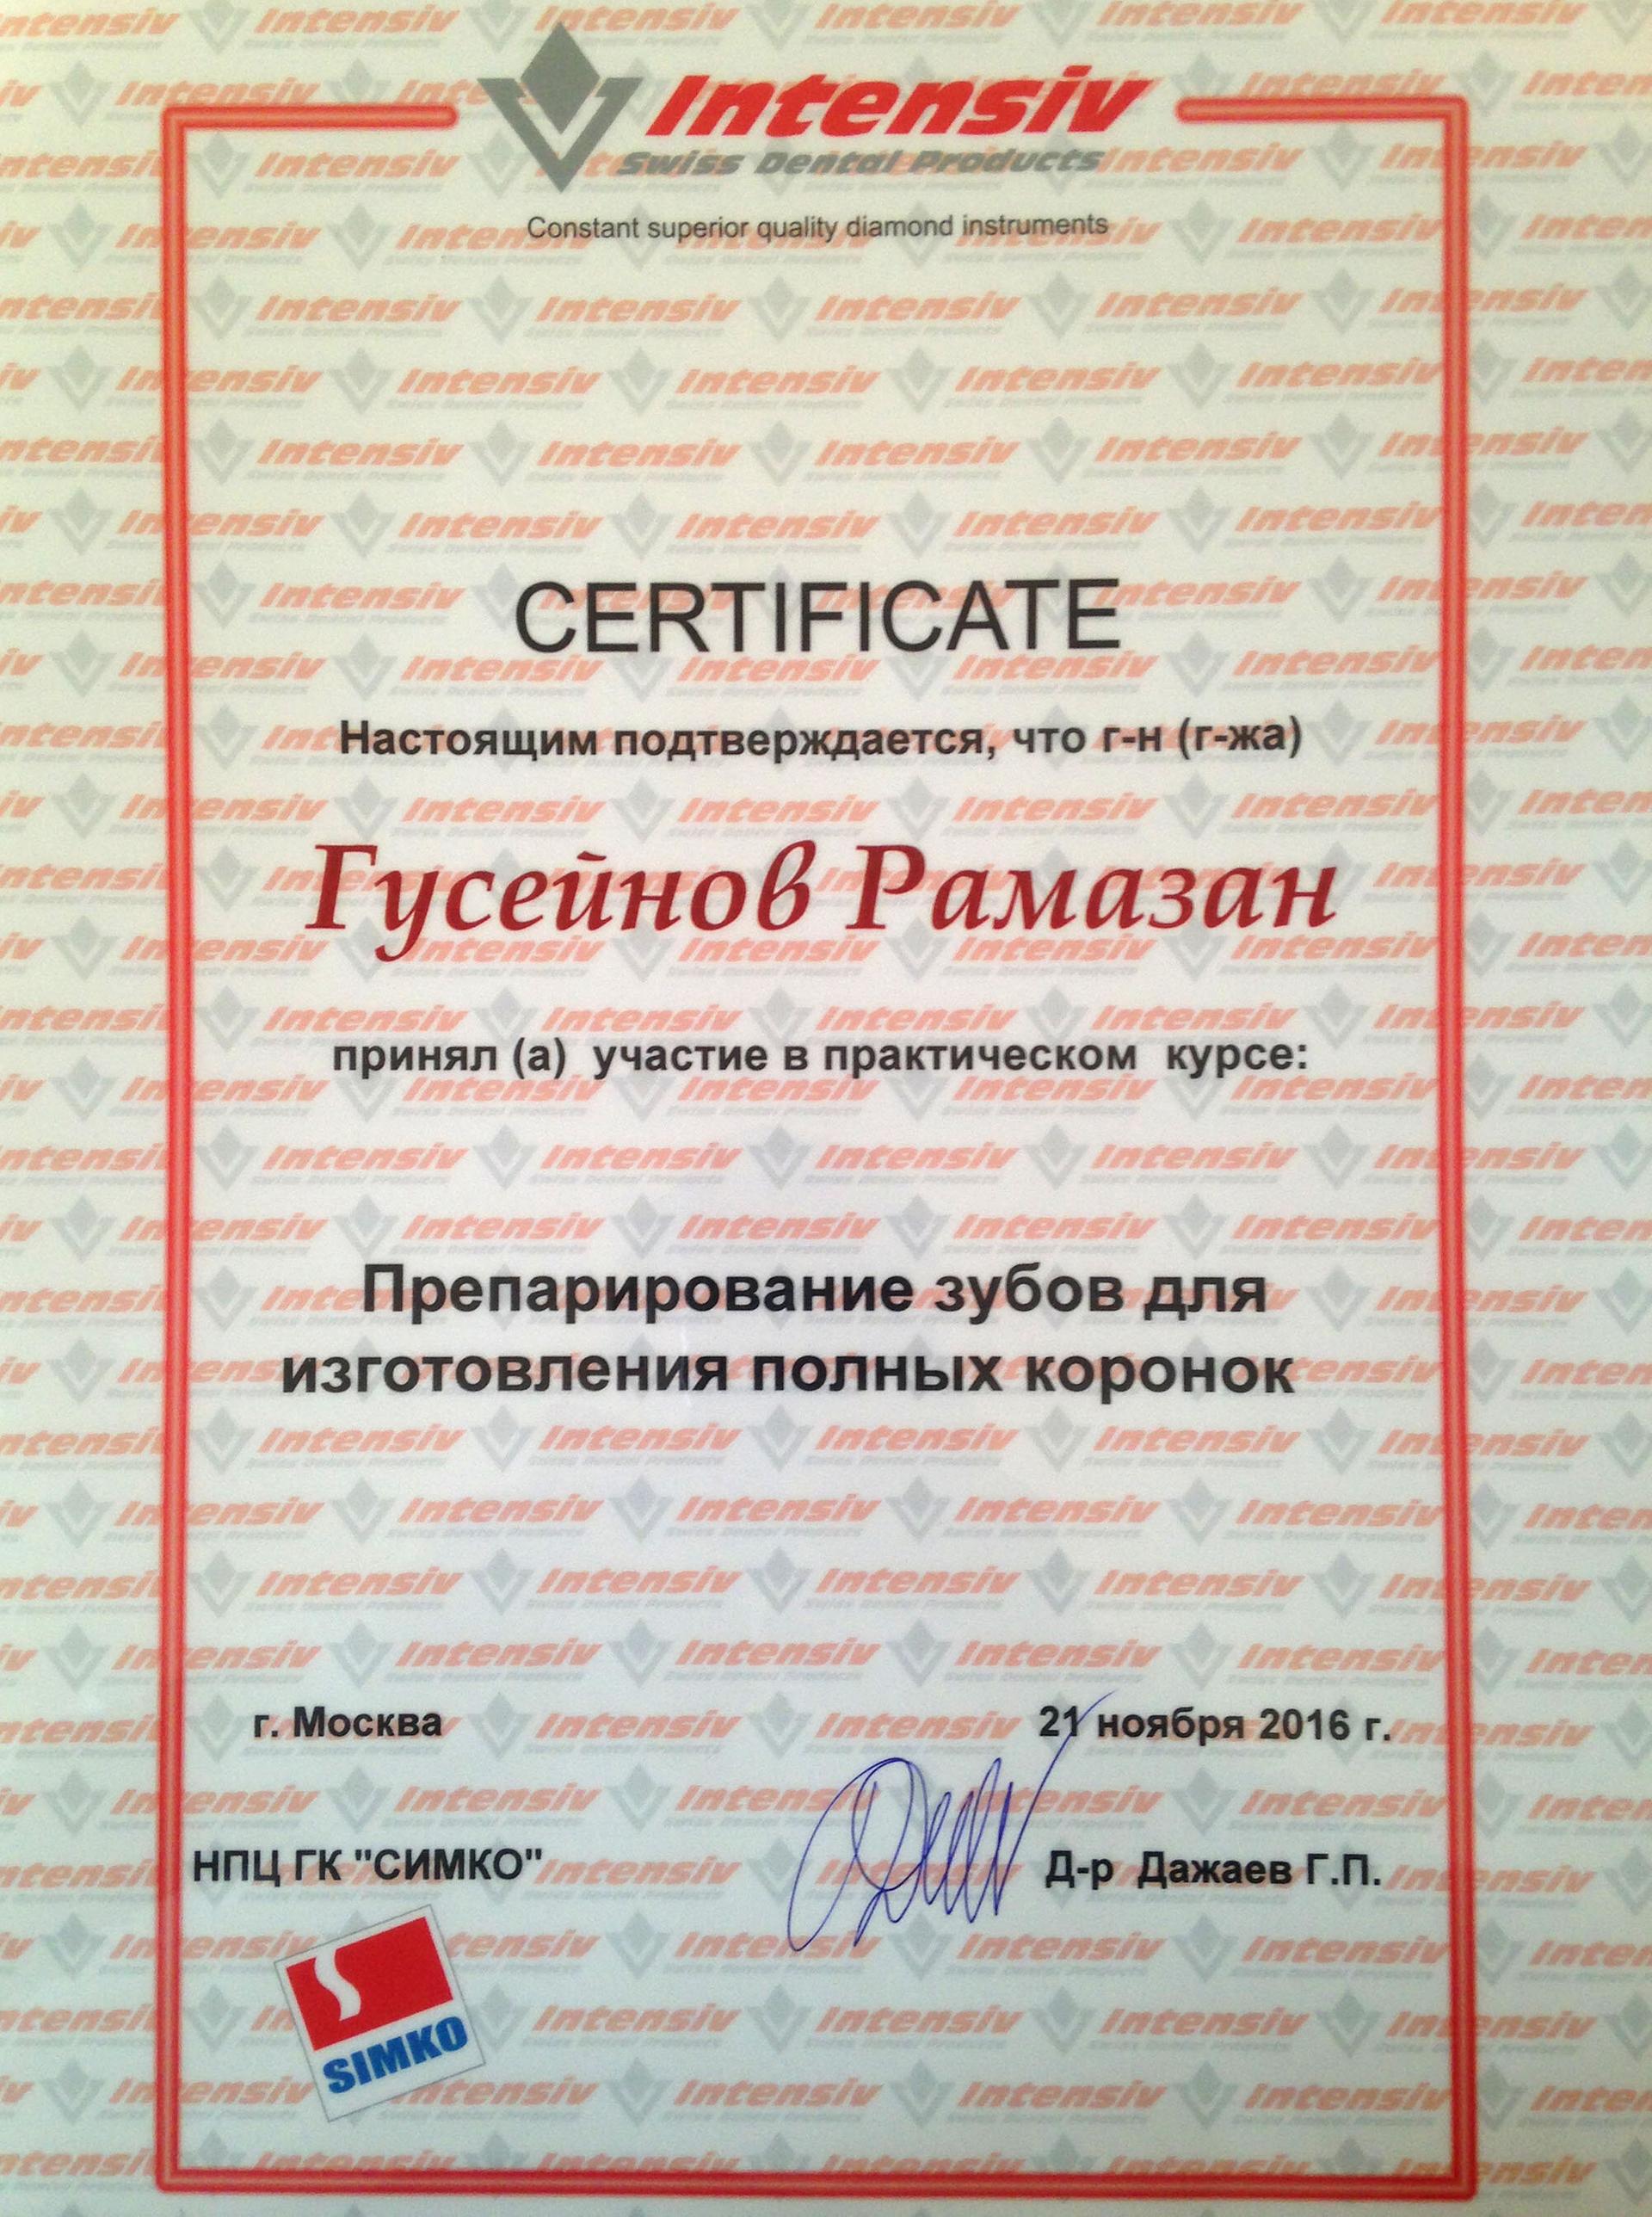 Intensiv
Swiss Dental Products
Constant superior quality diamond instruments
CERTIFICATE
Настоящим подтверждается, что г-н (г-жа)
Гусейнов Рамазан
принял (а) участие в практическом курсе:
Препарирование зубов для
изготовления полных коронок
г. Москва 21 ноября 2016 г.
НПЦ ГК "СИМКО" Д-р Дажаев Г.П.
SIMKO